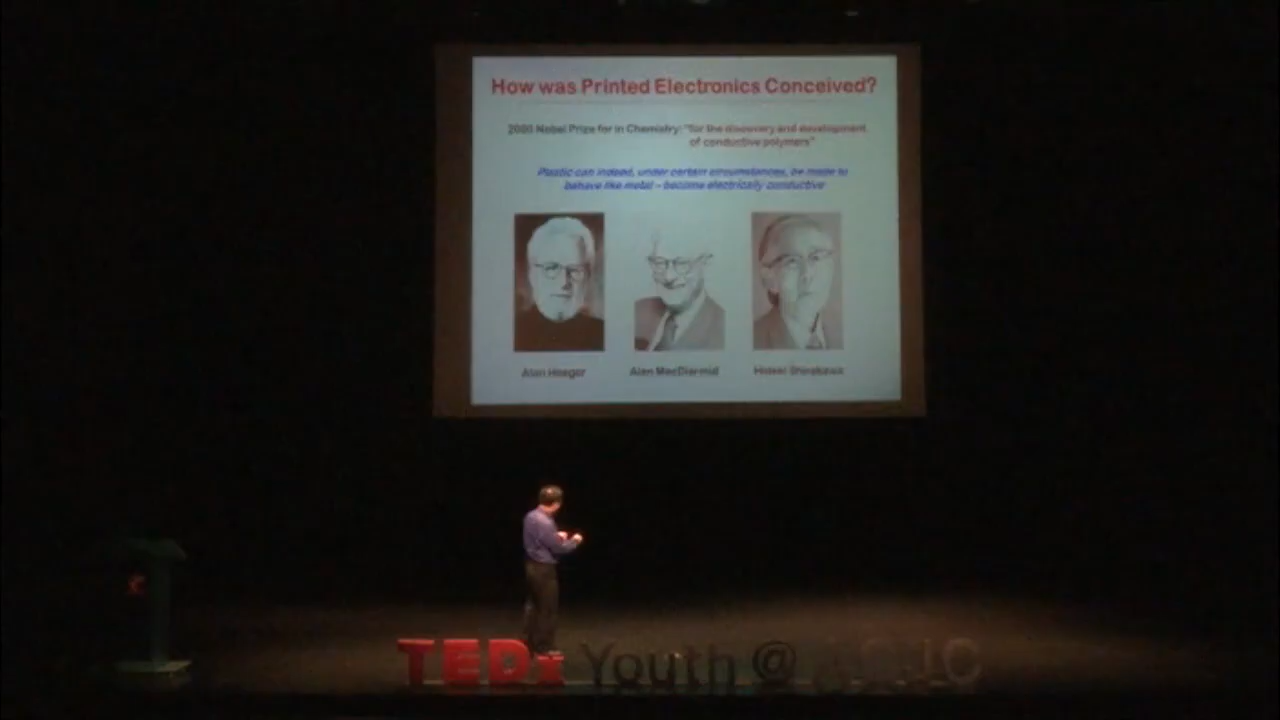 How was Printed Electronics Conceived?
2000 Nobel Prize for in Chemistry: "for the discovery and development
of conductive polymers"
Plastic can indeed, under certain circumstances, be made to
behave like metal – become electrically conductive
Alan Heeger
Alan MacDiarmid
Hideki Shirakawa
TEDx Youth @